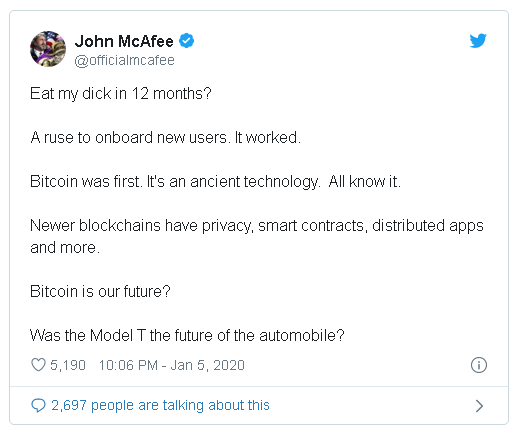 John McAfee
@officialmcafee
Eat my dick in 12 months?
A ruse to onboard new users. It worked.
Bitcoin was first. It's an ancient technology.  All know it.
Newer blockchains have privacy, smart contracts, distributed apps
and more.
Bitcoin is our future?
Was the Model T the future of the automobile?
5,190 10:06 PM - Jan 5, 2020
2,697 people are talking about this